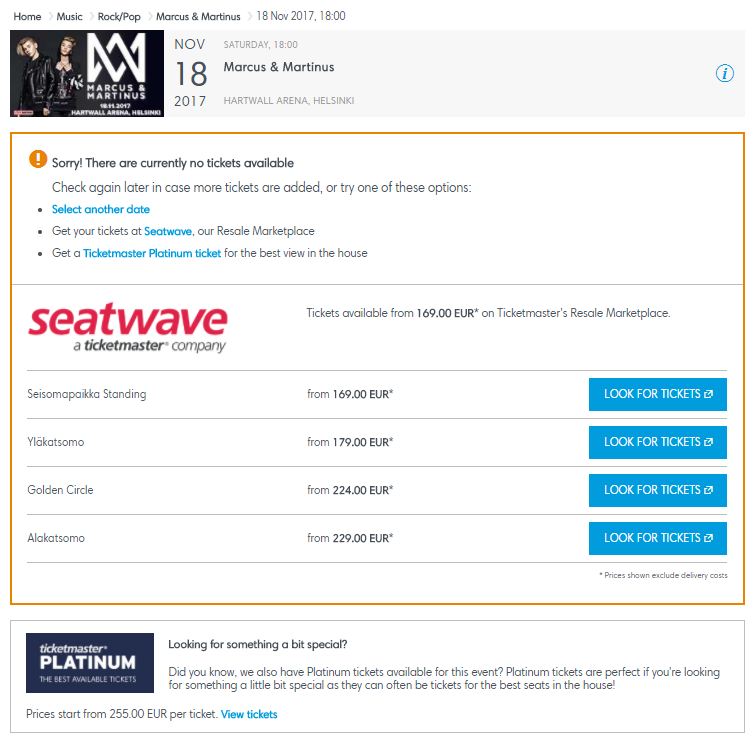 Home > Music > Rock/Pop > Marcus & Martinus > 18 Nov 2017, 18:00
MARCUS &
MARTINUS
18.11.2017
HARTWALL ARENA, HELSINKI
NOV
18
2017
SATURDAY, 18:00
Marcus & Martinus
HARTWALL ARENA, HELSINKI
i
! Sorry! There are currently no tickets available
Check again later in case more tickets are added, or try one of these options:
• Select another date
• Get your tickets at Seatwave, our Resale Marketplace
• Get a Ticketmaster Platinum ticket for the best view in the house
seatwave
a ticketmaster® company
Tickets available from 169.00 EUR* on Ticketmaster's Resale Marketplace.
Seisomapaikka Standing from 169.00 EUR* LOOK FOR TICKETS
Yläkatsomo from 179.00 EUR* LOOK FOR TICKETS
Golden Circle from 224.00 EUR* LOOK FOR TICKETS
Alakatsomo from 229.00 EUR* LOOK FOR TICKETS
* Prices shown exclude delivery costs
ticketmaster®
PLATINUM
THE BEST AVAILABLE TICKETS
Looking for something a bit special?
Did you know, we also have Platinum tickets available for this event? Platinum tickets are perfect if you're looking
for something a little bit special as they can often be tickets for the best seats in the house!
Prices start from 255.00 EUR per ticket. View tickets